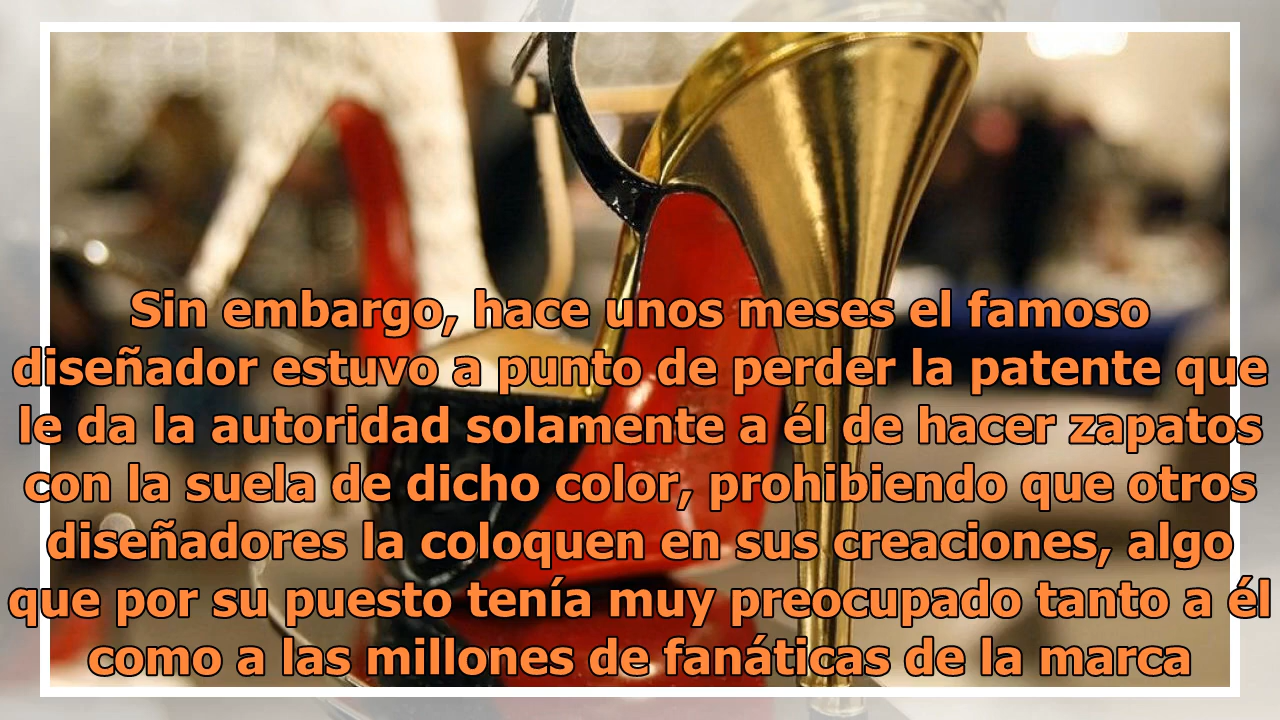 Sin embargo, hace unos meses el famoso
diseñador estuvo a punto de perder la patente que
le da la autoridad solamente a él de hacer zapatos
con la suela de dicho color, prohibiendo que otros
diseñadores la coloquen en sus creaciones, algo
que por su puesto tenía muy preocupado tanto a él
como a las millones de fanáticas de la marca